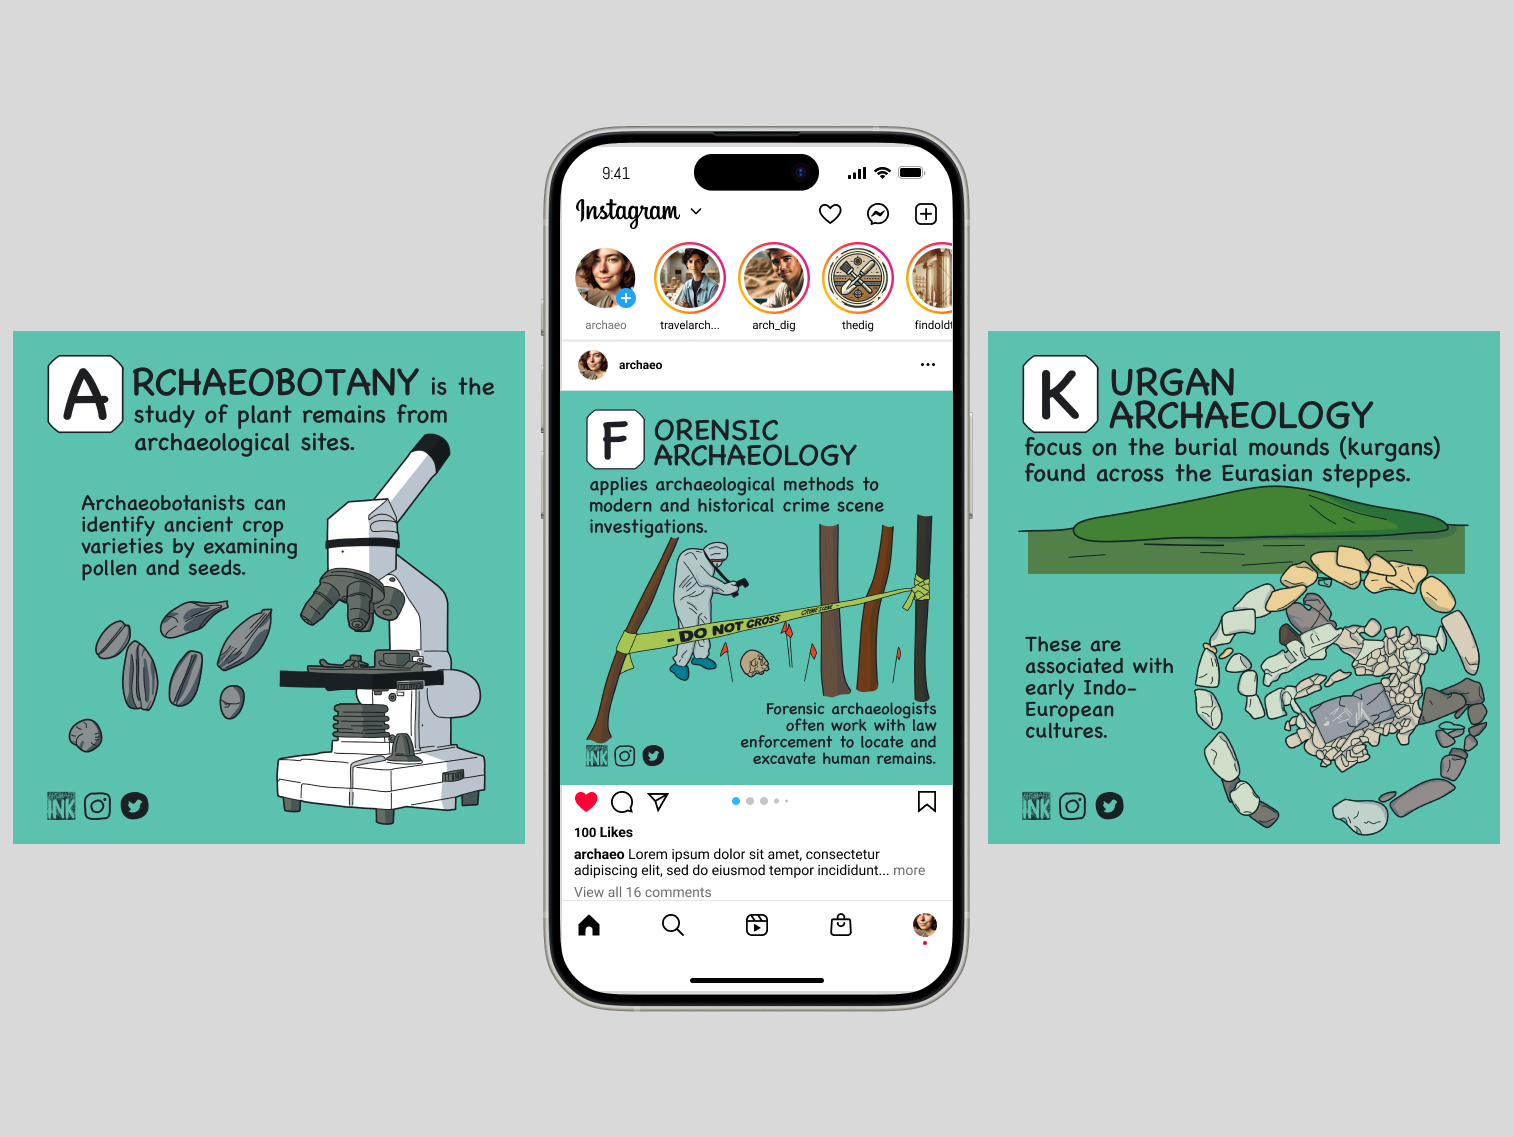 ARCHAEOBOTANY is the
study of plant remains from
archaeological sites.
Archaeobotanists can
identify ancient crop
varieties by examining
pollen and seeds.
INK
9:41
Instagram
archaeo
travelarch...
arch_dig
thedig
findoldt
archaeo
FORENSIC
ARCHAEOLOGY
applies archaeological methods to
modern and historical crime scene
investigations.
- DO NOT CROSS
CRIME SCENE -
Forensic archaeologists
often work with law
enforcement to locate and
excavate human remains.
INK
100 Likes
archaeo Lorem ipsum dolor sit amet, consectetur
adipiscing elit, sed do eiusmod tempor incididunt... more
View all 16 comments
KURGAN
ARCHAEOLOGY
focus on the burial mounds (kurgans)
found across the Eurasian steppes.
These are
associated with
early Indo-
European
cultures.
INK